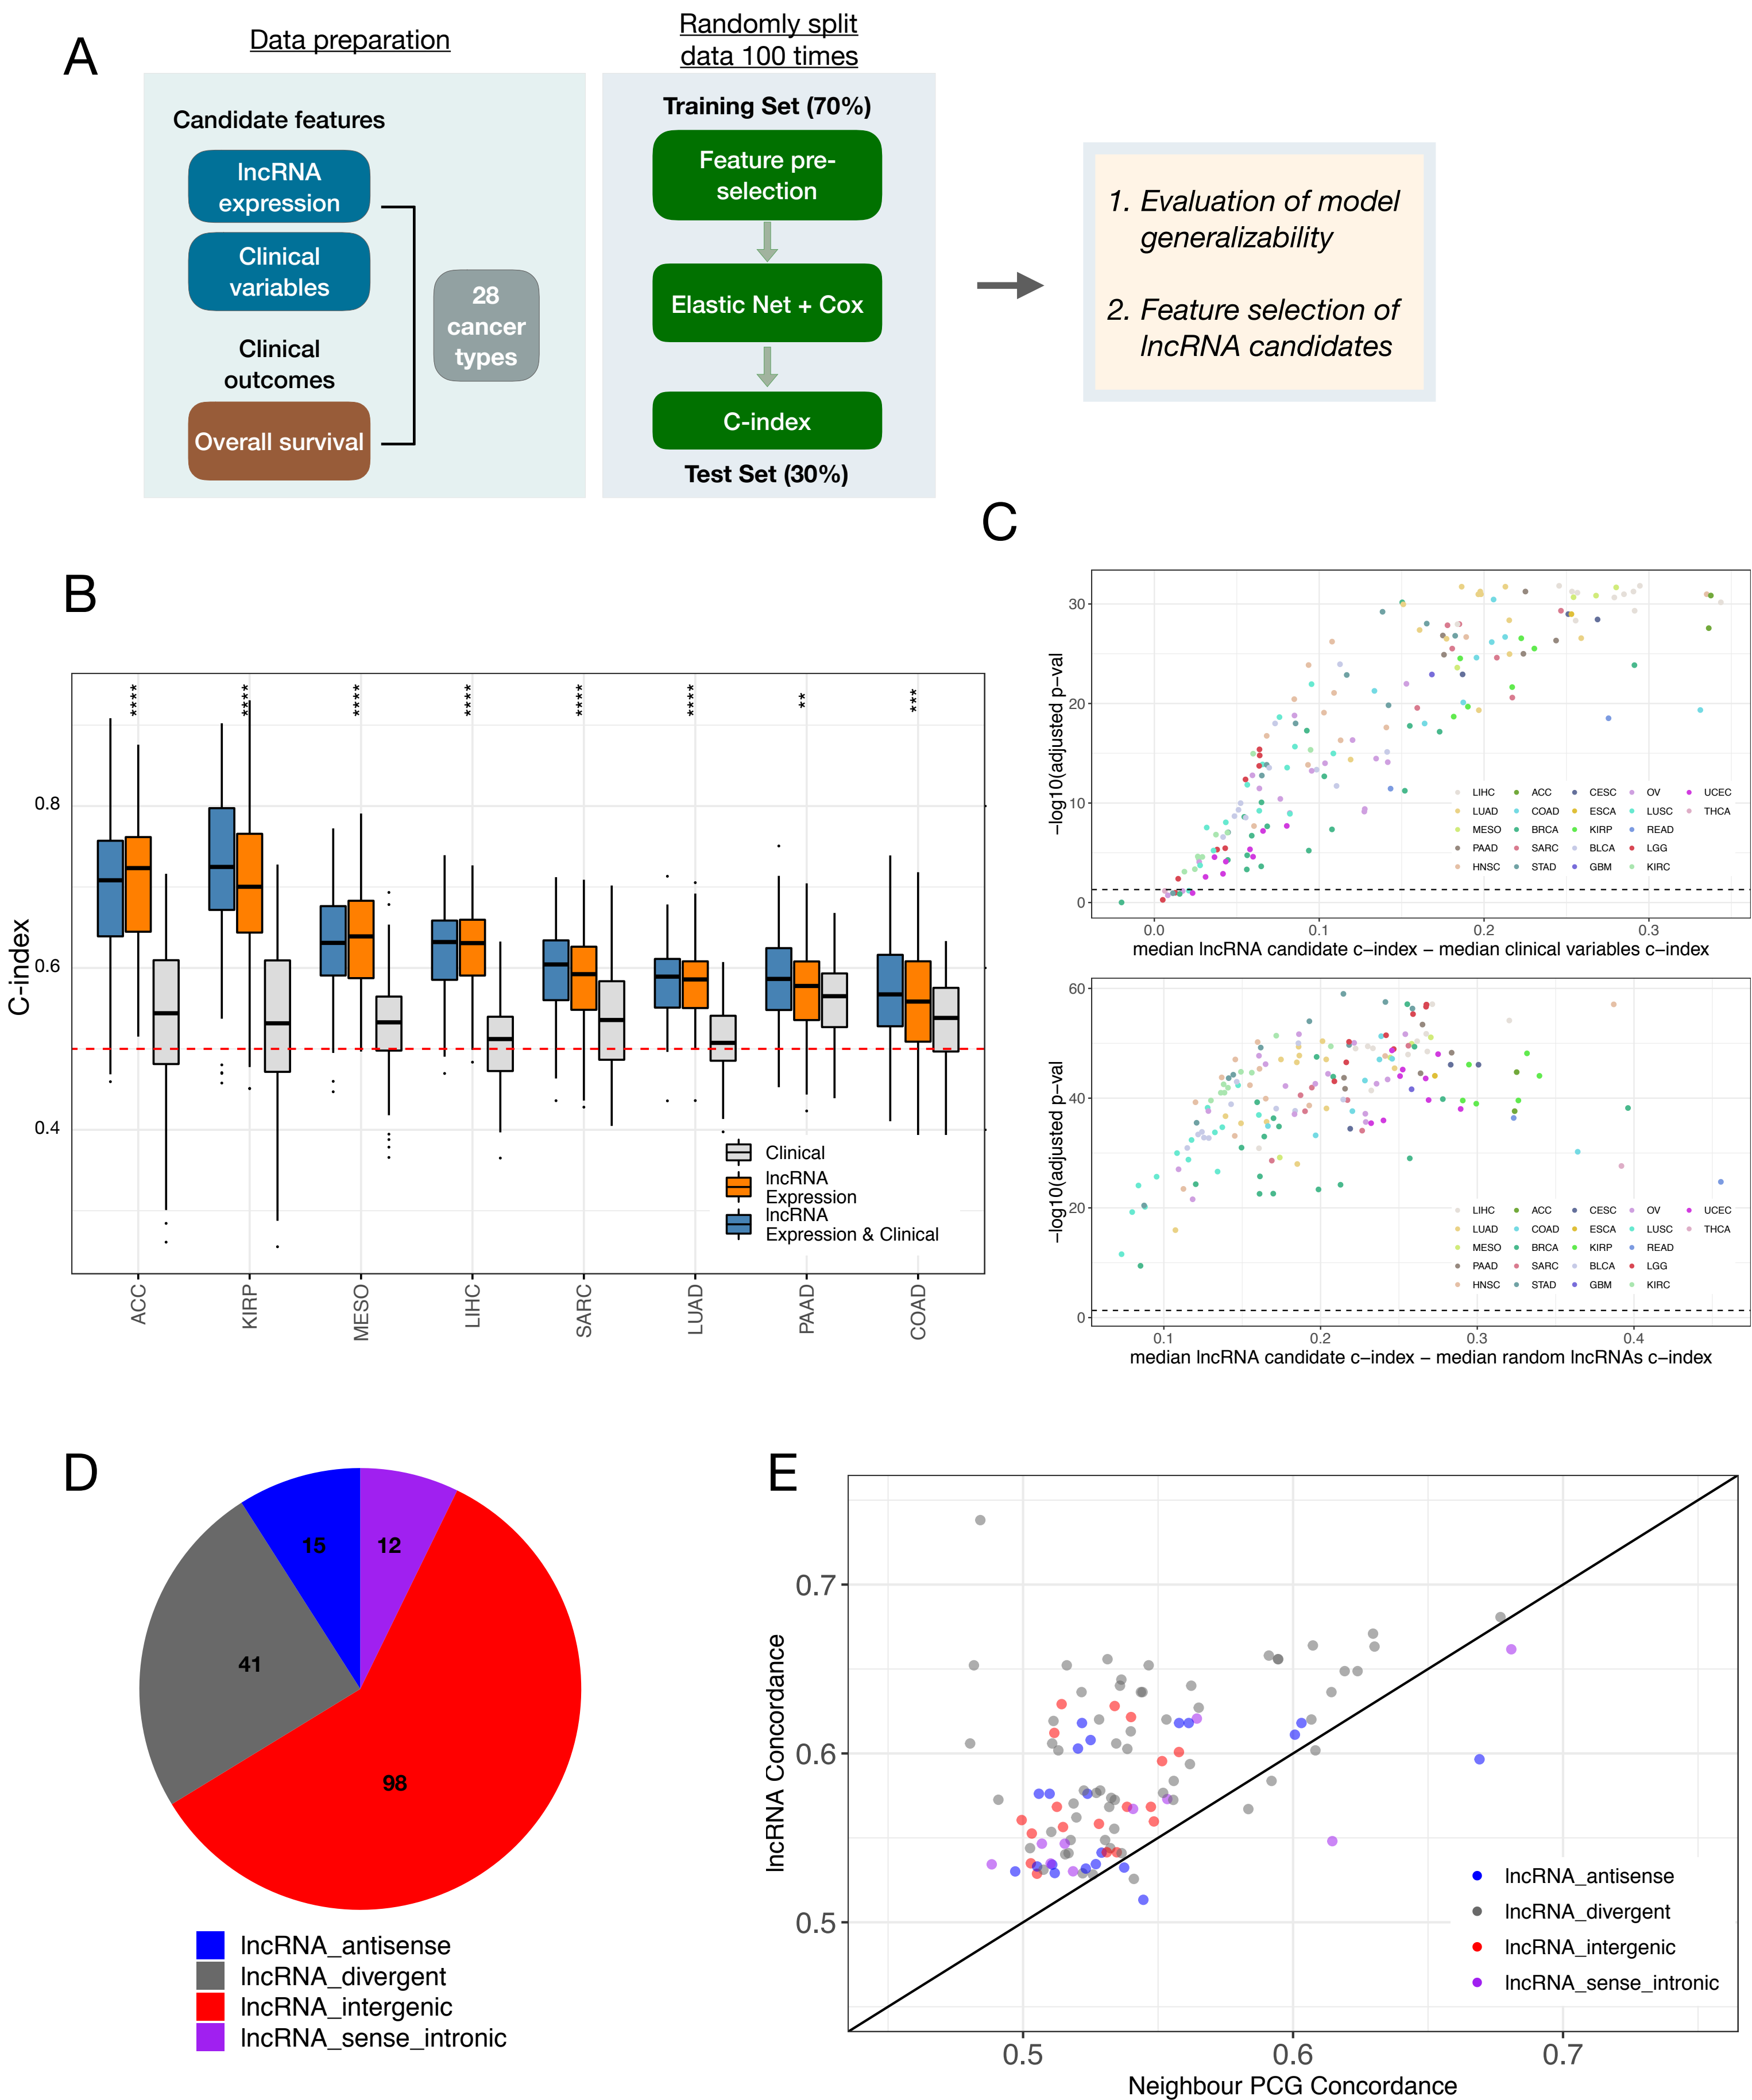 A
Data preparation
Candidate features
lncRNA
expression
Clinical
variables
Clinical
outcomes
Overall survival
28
cancer
types
Randomly split
data 100 times
Training Set (70%)
Feature pre-
selection
Elastic Net + Cox
C-index
Test Set (30%)
1. Evaluation of model
generalizability
2. Feature selection of
lncRNA candidates
B
C-index
0.8
0.6
0.4
****
****
****
****
****
****
**
***
Clinical
lncRNA
Expression
lncRNA
Expression & Clinical
ACC
KIRP
MESO
LIHC
SARC
LUAD
PAAD
COAD
C
−log10(adjusted p−val)
30
20
10
0
LIHC ACC CESC OV UCEC
LUAD COAD ESCA LUSC THCA
MESO BRCA KIRP READ
PAAD SARC BLCA LGG
HNSC STAD GBM KIRC
0.0 0.1 0.2 0.3
median lncRNA candidate c−index − median clinical variables c−index
−log10(adjusted p−val)
60
40
20
0
LIHC ACC CESC OV UCEC
LUAD COAD ESCA LUSC THCA
MESO BRCA KIRP READ
PAAD SARC BLCA LGG
HNSC STAD GBM KIRC
0.1 0.2 0.3 0.4
median lncRNA candidate c−index − median random lncRNAs c−index
D
15
12
41
98
lncRNA_antisense
lncRNA_divergent
lncRNA_intergenic
lncRNA_sense_intronic
E
lncRNA Concordance
0.7
0.6
0.5
lncRNA_antisense
lncRNA_divergent
lncRNA_intergenic
lncRNA_sense_intronic
0.5 0.6 0.7
Neighbour PCG Concordance